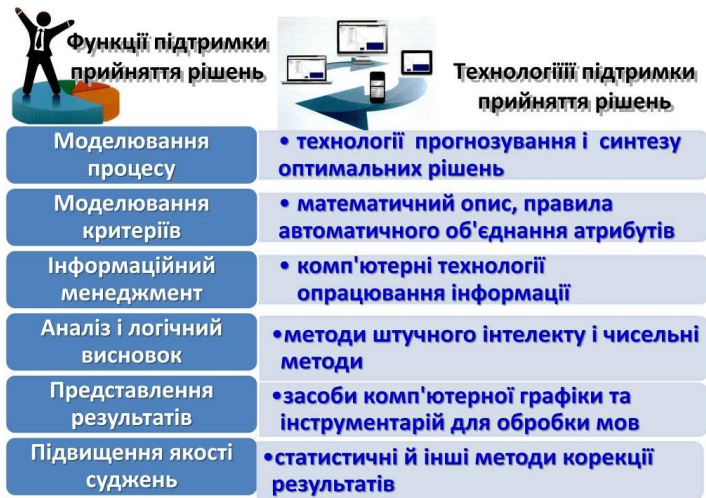 Функції підтримки
прийняття рішень
Технологіїїї підтримки
прийняття рішень
Моделювання
процесу
• технології прогнозування і синтезу
оптимальних рішень
Моделювання
критеріїв
• математичний опис, правила
автоматичного об'єднання атрибутів
Інформаційний
менеджмент
• комп'ютерні технології
опрацювання інформації
Аналіз і логічний
висновок
•методи штучного інтелекту і чисельні
методи
Представлення
результатів
•засоби комп'ютерної графіки та
інструментарій для обробки мов
Підвищення якості
суджень
•статистичні й інші методи корекції
результатів